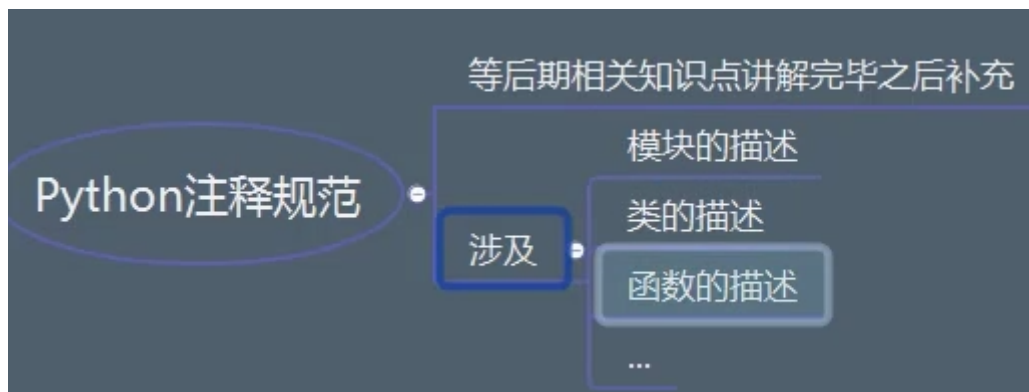 等后期相关知识点讲解完毕之后补充
模块的描述
Python注释规范
类的描述
涉及
函数的描述
...